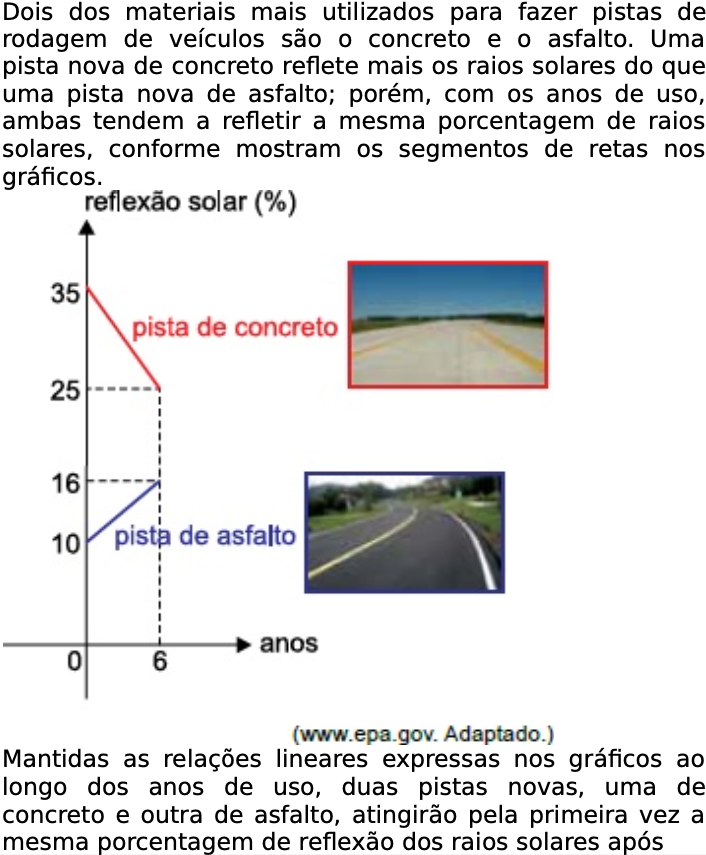 Dois dos materiais mais utilizados para fazer pistas de
rodagem de veículos são o concreto e o asfalto. Uma
pista nova de concreto reflete mais os raios solares do que
uma pista nova de asfalto; porém, com os anos de uso,
ambas tendem a refletir a mesma porcentagem de raios
solares, conforme mostram os segmentos de retas nos
gráficos.
reflexão solar (%)
35
pista de concreto
25
16
10
pista de asfalto
anos
0
6
(www.epa.gov. Adaptado.)
Mantidas as relações lineares expressas nos gráficos ao
longo dos anos de uso, duas pistas novas, uma de
concreto e outra de asfalto, atingirão pela primeira vez a
mesma porcentagem de reflexão dos raios solares após